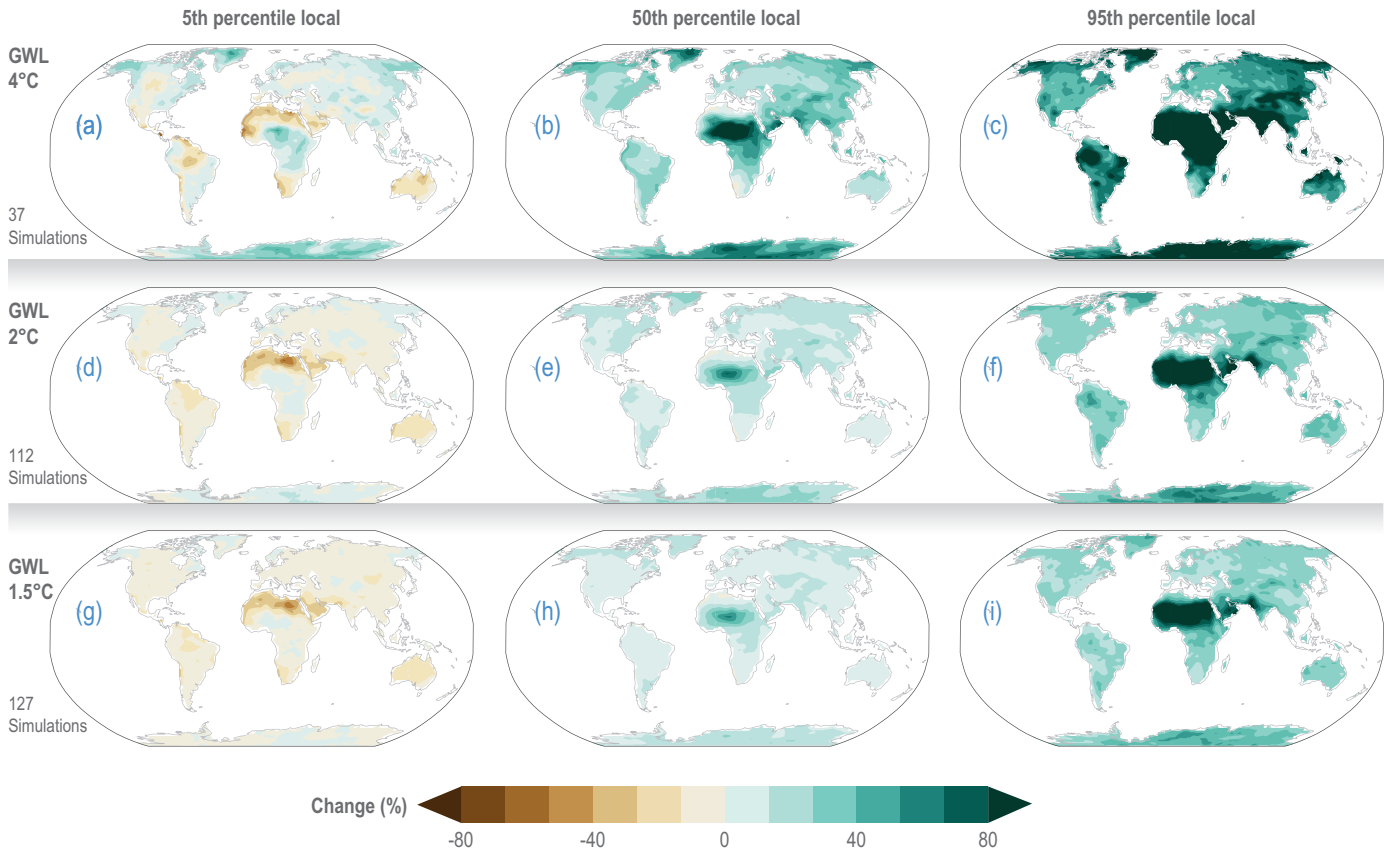 5th percentile local
50th percentile local
95th percentile local
GWL
4°C
(a)
(b)
(c)
37
Simulations
GWL
2°C
(d)
(e)
(f)
112
Simulations
GWL
1.5°C
(g)
(h)
(i)
127
Simulations
Change (%)
-80
-40
0
40
80